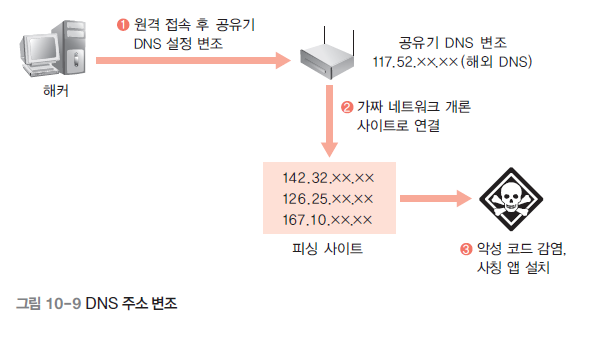 ❶ 원격 접속 후 공유기
DNS 설정 변조
해커
공유기 DNS 변조
117.52.××.××(해외 DNS)
❷ 가짜 네트워크 개론
사이트로 연결
142.32.××.××
126.25.××.××
167.10.××.××
피싱 사이트
❸ 악성 코드 감염,
사칭 앱 설치
그림 10-9 DNS 주소 변조